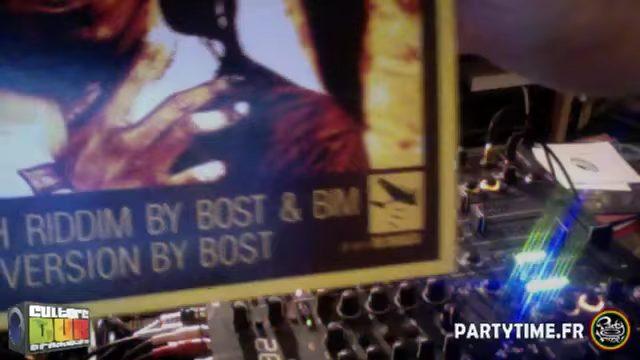 H RIDDIM BY BOST & BIM
VERSION BY BOST
CULTURE
DUB
PARTYTIME.FR